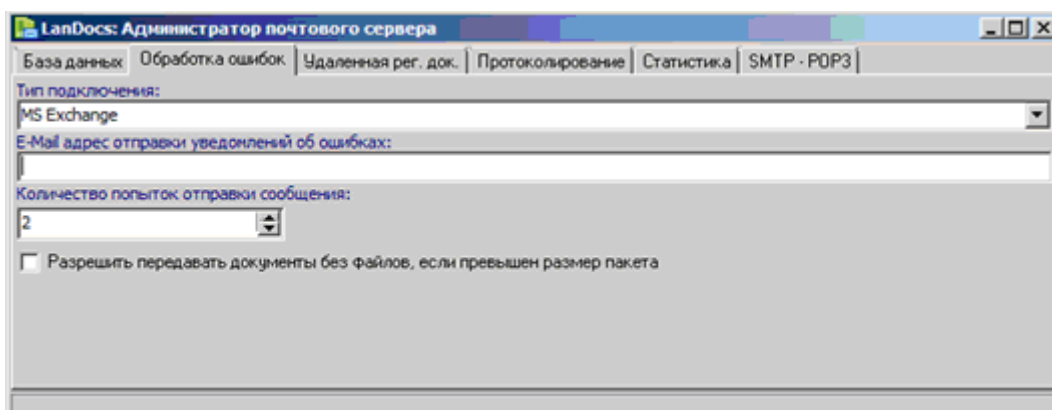 LanDocs: Администратор почтового сервера
База данных Обработка ошибок Удаленная рег. док. Протоколирование Статистика SMTP - POP3
Тип подключения:
MS Exchange
E-Mail адрес отправки уведомлений об ошибках:
Количество попыток отправки сообщения:
2
Разрешить передавать документы без файлов, если превышен размер пакета